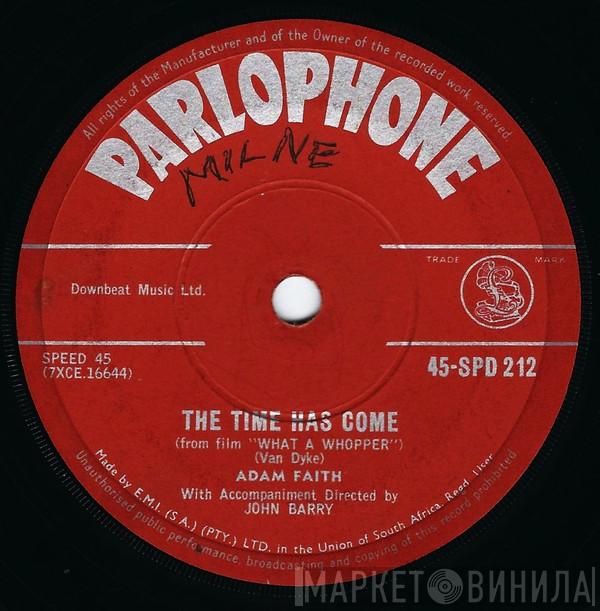 All rights of the Manufacturer and of the Owner of the recorded work reserved.
PARLOPHONE
MILNE
TRADE MARK
Downbeat Music Ltd.
£
SPEED 45
(7XCE.16644)
45-SPD 212
THE TIME HAS COME
(from film "WHAT A WHOPPER")
(Van Dyke)
ADAM FAITH
With Accompaniment Directed by
JOHN BARRY
Made by E.M.I. (S.A.) (PTY.) LTD. in the Union of South Africa. Regd. User
Unauthorised public performance, broadcasting and copying of this record prohibited
МАРКЕТ ВИНИЛА